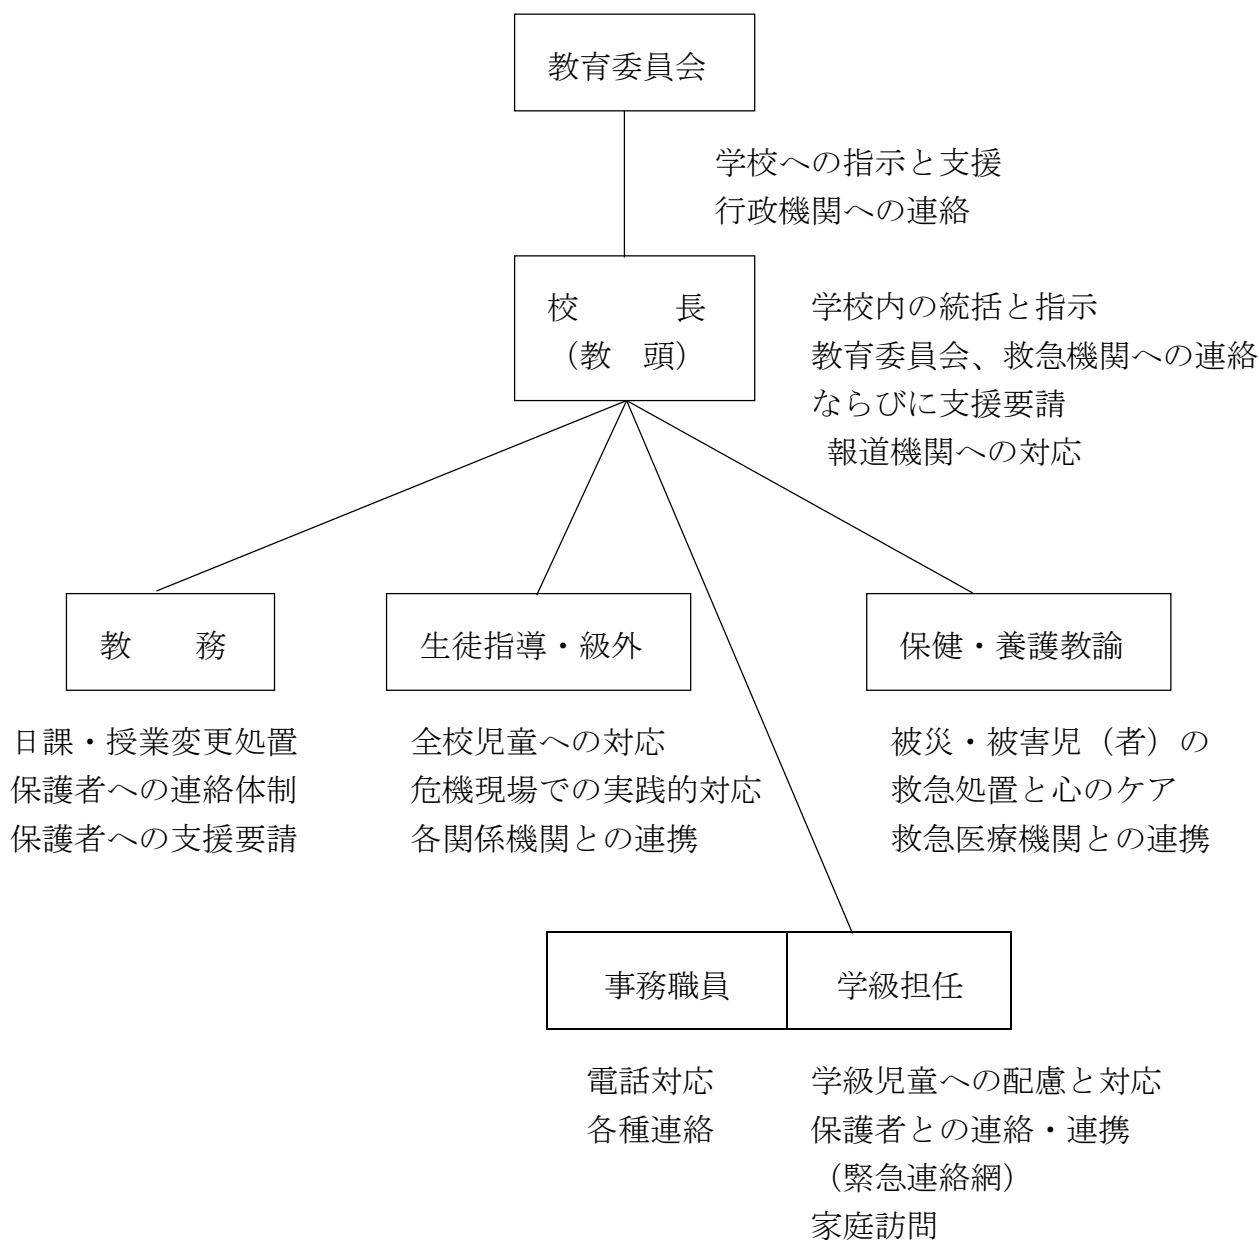 教育委員会
学校への指示と支援
行政機関への連絡
校　　　長
（教　頭）
学校内の統括と指示
教育委員会、救急機関への連絡
ならびに支援要請
報道機関への対応
教　　務
日課・授業変更処置
保護者への連絡体制
保護者への支援要請
生徒指導・級外
全校児童への対応
危機現場での実践的対応
各関係機関との連携
保健・養護教諭
被災・被害児（者）の
救急処置と心のケア
救急医療機関との連携
事務職員
電話対応
各種連絡
学級担任
学級児童への配慮と対応
保護者との連絡・連携
（緊急連絡網）
家庭訪問